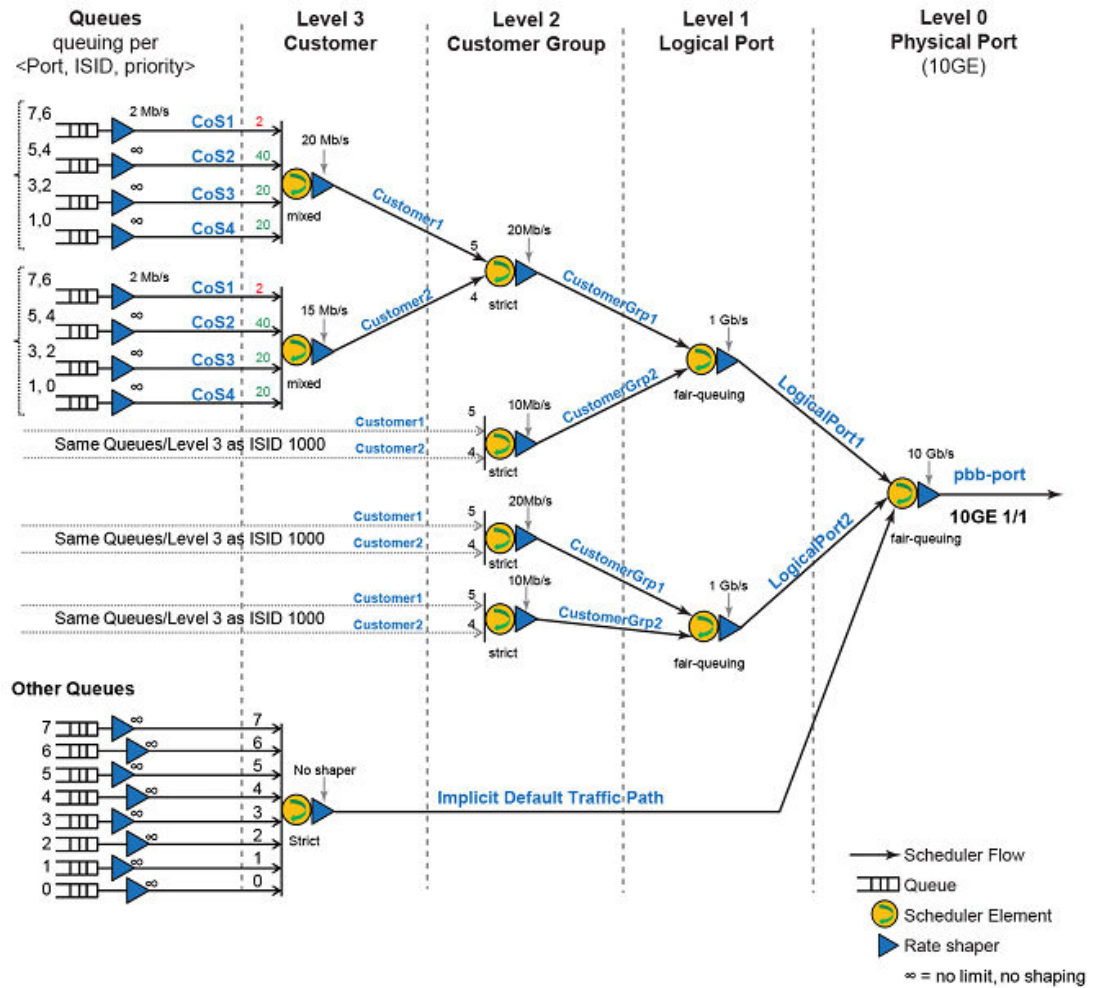 Queues
queuing per
<Port, ISID, priority>
Level 3
Customer
Level 2
Customer Group
Level 1
Logical Port
Level 0
Physical Port
(10GE)
7,6
2 Mb/s
CoS1
2
5,4
∞
CoS2
40
3,2
∞
CoS3
20
1,0
∞
CoS4
20
20 Mb/s
mixed
Customer1
7,6
2 Mb/s
CoS1
2
5, 4
∞
CoS2
40
3, 2
∞
CoS3
20
1, 0
∞
CoS4
20
15 Mb/s
mixed
Customer2
5
4
20Mb/s
strict
CustomerGrp1
Same Queues/Level 3 as ISID 1000
Customer1
Customer2
5
4
10Mb/s
strict
CustomerGrp2
1 Gb/s
fair-queuing
LogicalPort1
Same Queues/Level 3 as ISID 1000
Customer1
Customer2
5
4
20Mb/s
strict
CustomerGrp1
Same Queues/Level 3 as ISID 1000
Customer1
Customer2
5
4
10Mb/s
strict
CustomerGrp2
1 Gb/s
fair-queuing
LogicalPort2
10 Gb/s
fair-queuing
pbb-port
10GE 1/1
Other Queues
7
∞
7
6
∞
6
5
∞
5
4
∞
4
3
∞
3
2
∞
2
1
∞
1
0
∞
0
No shaper
Strict
Implicit Default Traffic Path
Scheduler Flow
Queue
Scheduler Element
Rate shaper
∞ = no limit, no shaping